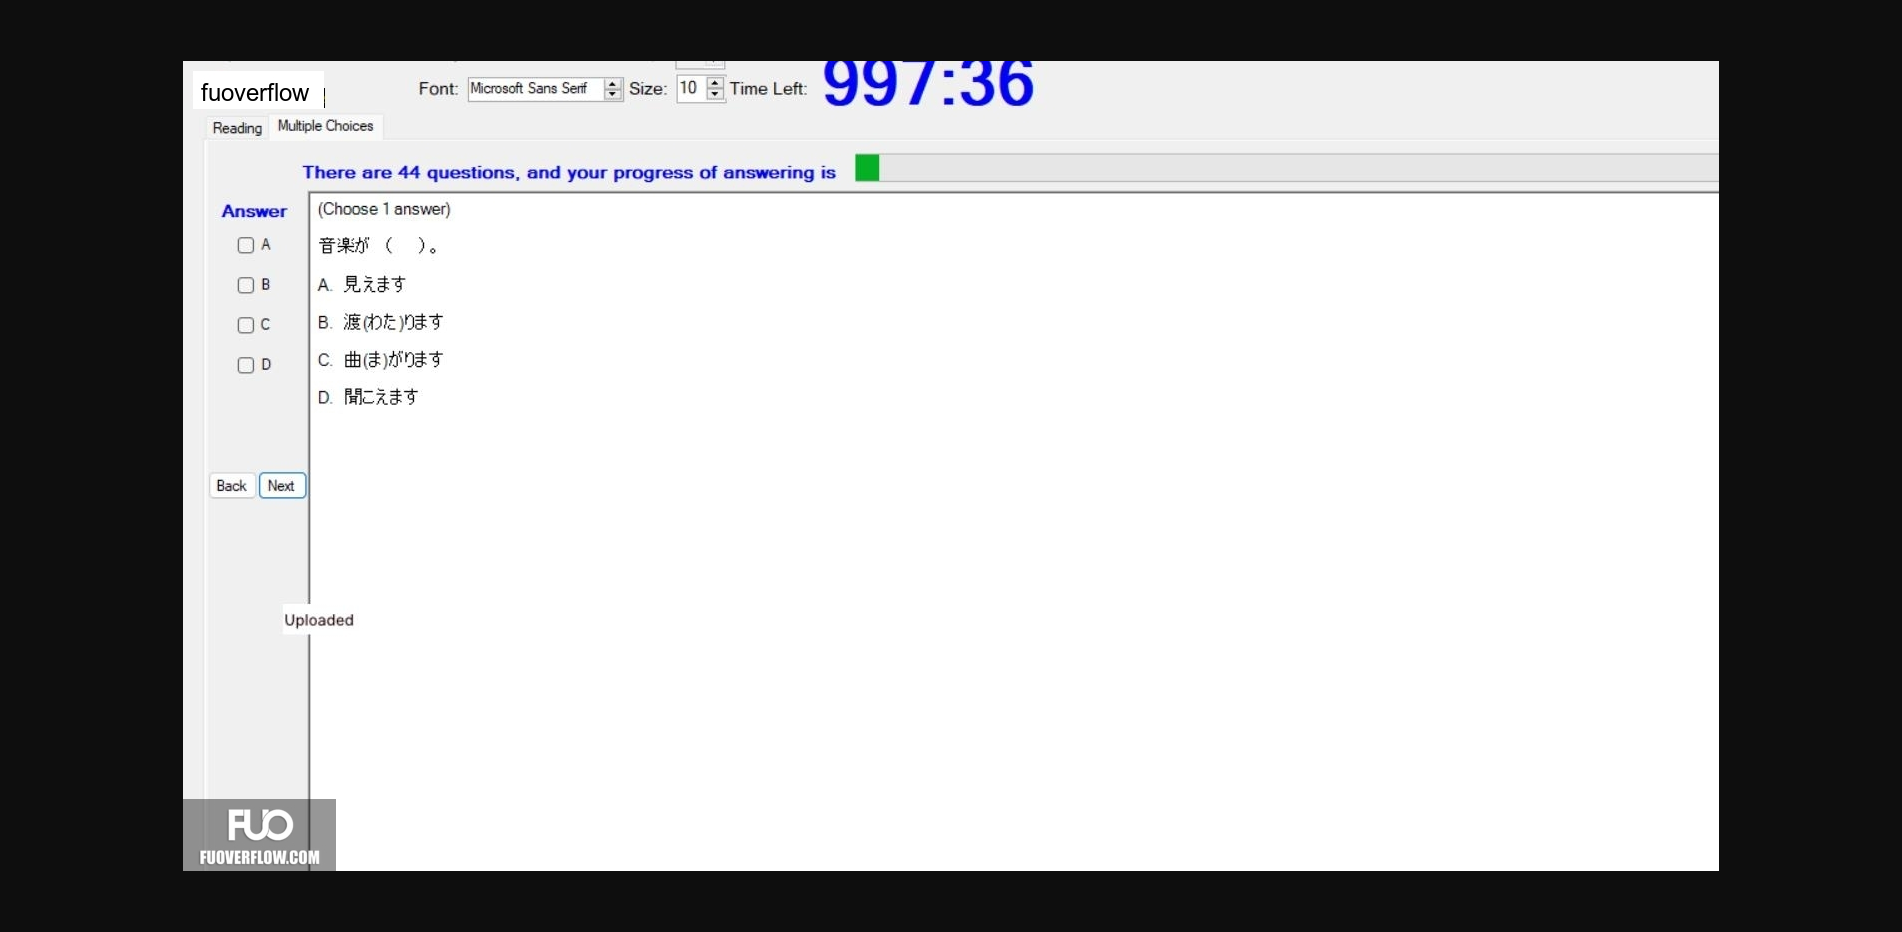 fuoverflow
Font: Microsoft Sans Serif Size: 10 Time Left: 997:36
Reading Multiple Choices
There are 44 questions, and your progress of answering is
Answer
(Choose 1 answer)
A
音楽が （　）。
B
A. 見えます
C
B. 渡(わた)ります
D
C. 曲(ま)がります
D. 聞こえます
Back Next
Uploaded
FUO
FUOVERFLOW.COM